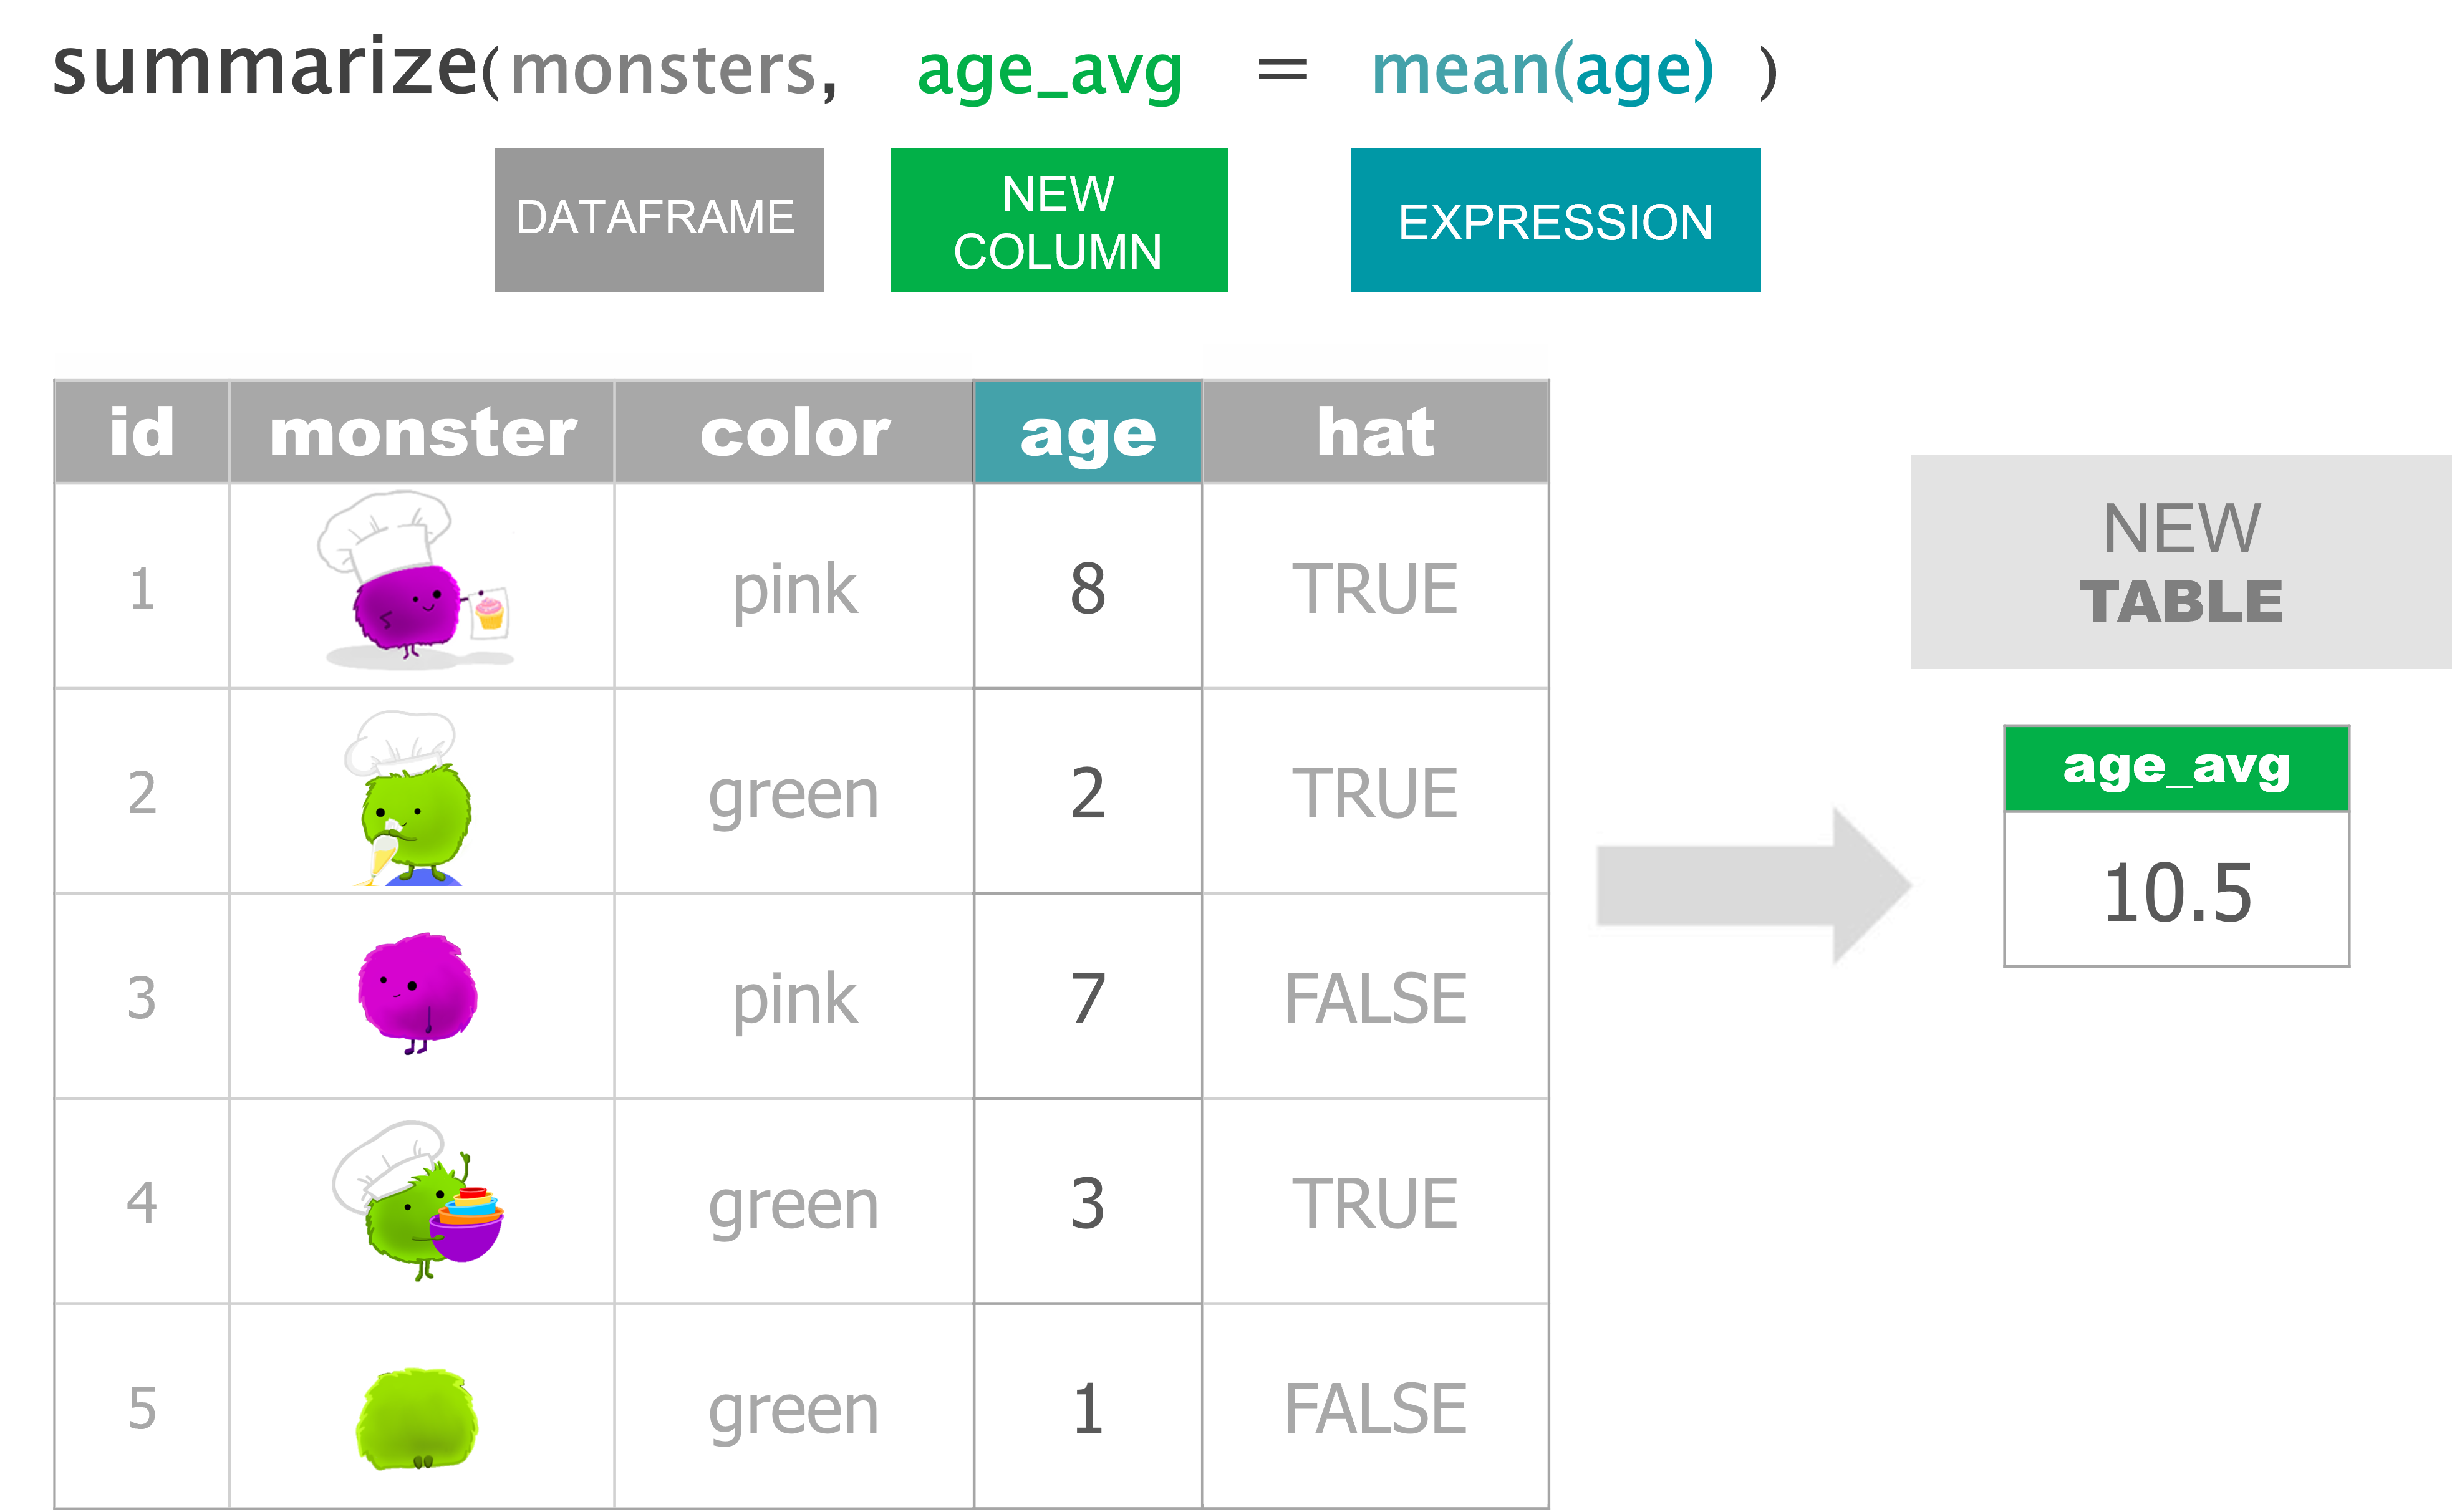 summarize(monsters, age_avg = mean(age) )
DATAFRAME
NEW
COLUMN
EXPRESSION
id monster color age hat
1 pink 8 TRUE
2 green 2 TRUE
3 pink 7 FALSE
4 green 3 TRUE
5 green 1 FALSE
NEW
TABLE
age_avg
10.5